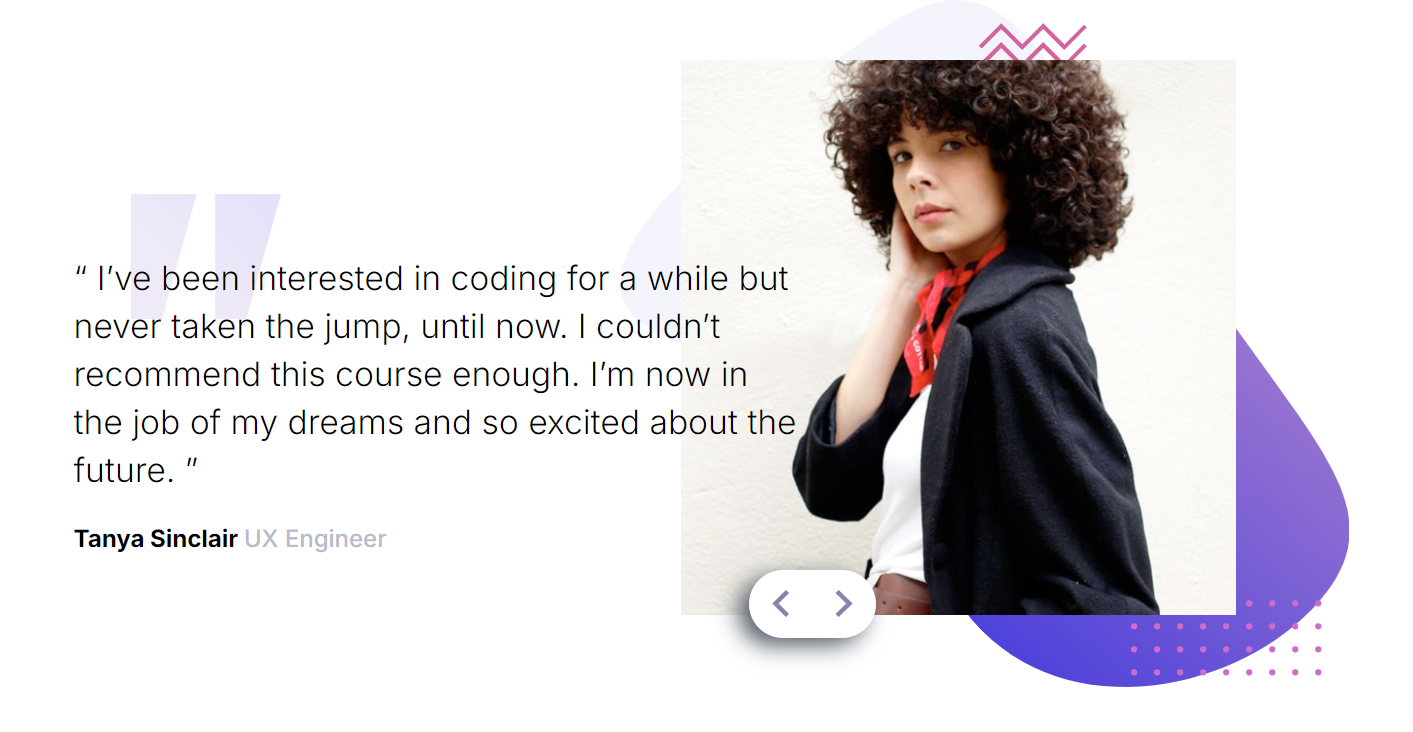 “ I’ve been interested in coding for a while but
never taken the jump, until now. I couldn’t
recommend this course enough. I’m now in
the job of my dreams and so excited about the
future. ”
Tanya Sinclair UX Engineer